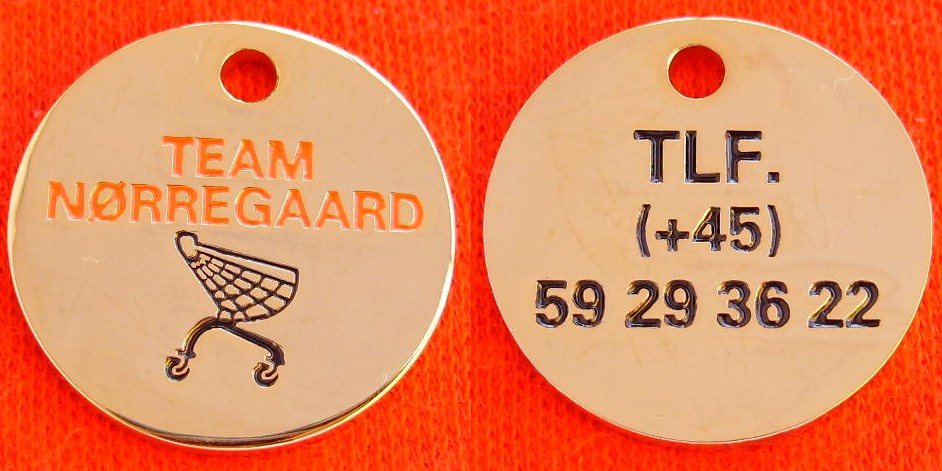 TEAM
NØRREGAARD
TLF.
(+45)
59 29 36 22